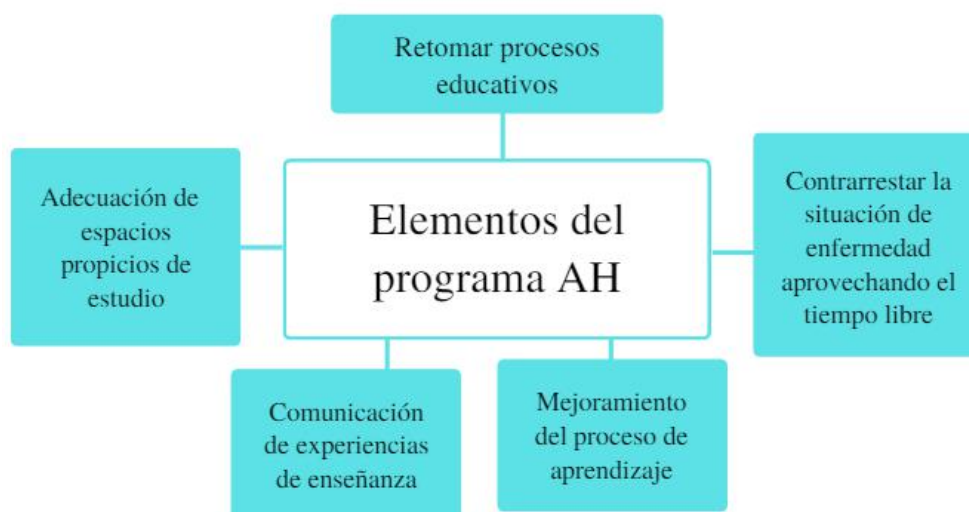 Retomar procesos
educativos
Adecuación de
espacios
propicios de
estudio
Elementos del
programa AH
Contrarrestar la
situación de
enfermedad
aprovechando el
tiempo libre
Comunicación
de experiencias
de enseñanza
Mejoramiento
del proceso de
aprendizaje